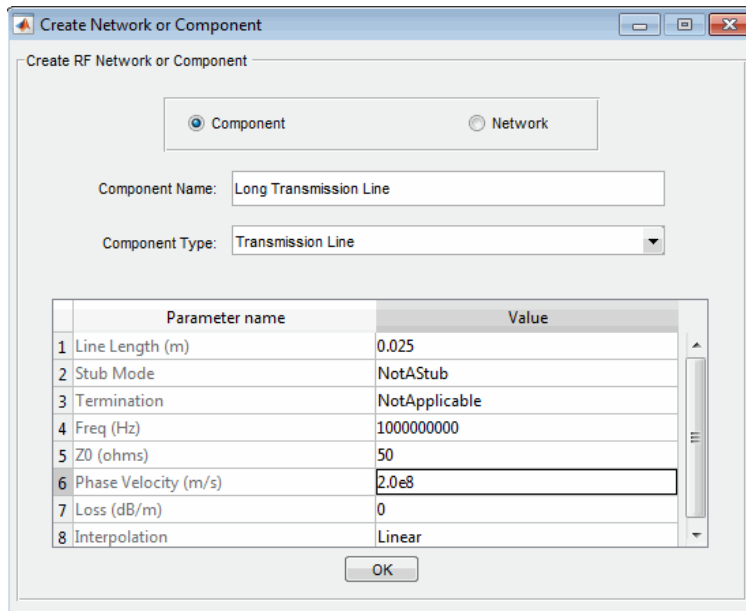 Create Network or Component
Create RF Network or Component
Component Network
Component Name: Long Transmission Line
Component Type: Transmission Line
Parameter name Value
1 Line Length (m) 0.025
2 Stub Mode NotAStub
3 Termination NotApplicable
4 Freq (Hz) 1000000000
5 Z0 (ohms) 50
6 Phase Velocity (m/s) 2.0e8
7 Loss (dB/m) 0
8 Interpolation Linear
OK